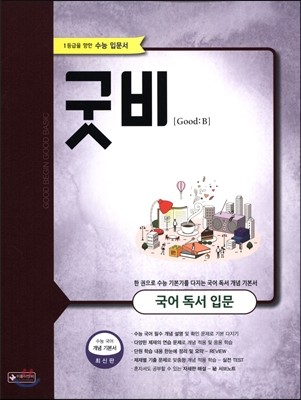 1등급을 향한 수능 입문서
굿비
[Good:B]
GOOD BEGIN GOOD BASIC
한 권으로 수능 기본기를 다지는 국어 독서 개념 기본서
국어 독서 입문
수능 국어
개념 기본서
최신판
· 수능 국어 필수 개념 설명 및 확인 문제로 기본 다지기
· 다양한 제재의 연습 문제로 개념 적용 및 응용 학습
· 단원 학습 내용 한눈에 정리 및 요약 – REVIEW
· 제재별 기출 문제로 맞춤형 개념 적용 학습 – 실전 TEST
· 혼자서도 공부할 수 있는 자세한 해설 – 、 서브노트